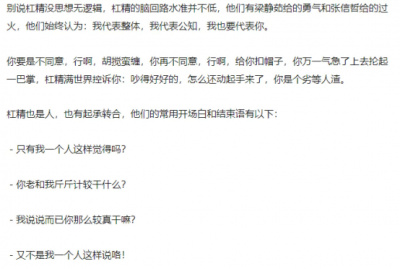 别说杠精没思想无逻辑，杠精的脑回路水准并不低，他们有梁静茹给的勇气和张信哲给的过
火，他们始终认为：我代表整体，我代表公知，我也要代表你。
你要是不同意，行啊，胡搅蛮缠，你再不同意，行啊，给你扣帽子，你万一气急了上去抡起
一巴掌，杠精满世界控诉你：吵得好好的，怎么还动起手来了，你是个劣等人渣。
杠精也是人，也有起承转合，他们的常用开场白和结束语有以下：
- 只有我一个人这样觉得吗？
- 你老和我斤斤计较干什么？
- 我说说而已你那么较真干嘛？
- 又不是我一个人这样说咯！